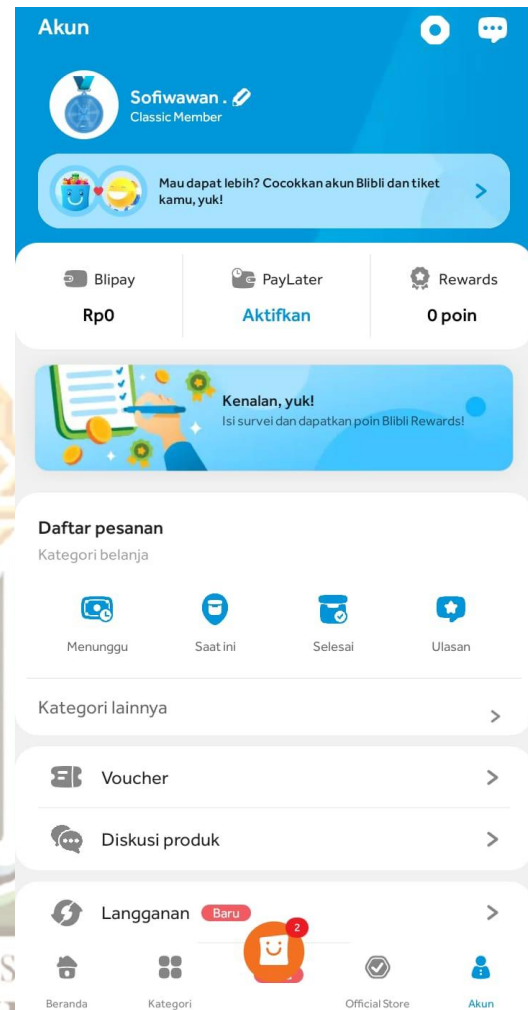 Akun
Sofiwawan .
Classic Member
Mau dapat lebih? Cocokkan akun Blibli dan tiket
kamu, yuk!
Blipay
PayLater
Rewards
Rp0
Aktifkan
0 poin
Kenalan, yuk!
Isi survei dan dapatkan poin Blibli Rewards!
Daftar pesanan
Kategori belanja
Menunggu
Saat ini
Selesai
Ulasan
Kategori lainnya
Voucher
Diskusi produk
Langganan
Baru
2
Beranda
Kategori
Official Store
Akun